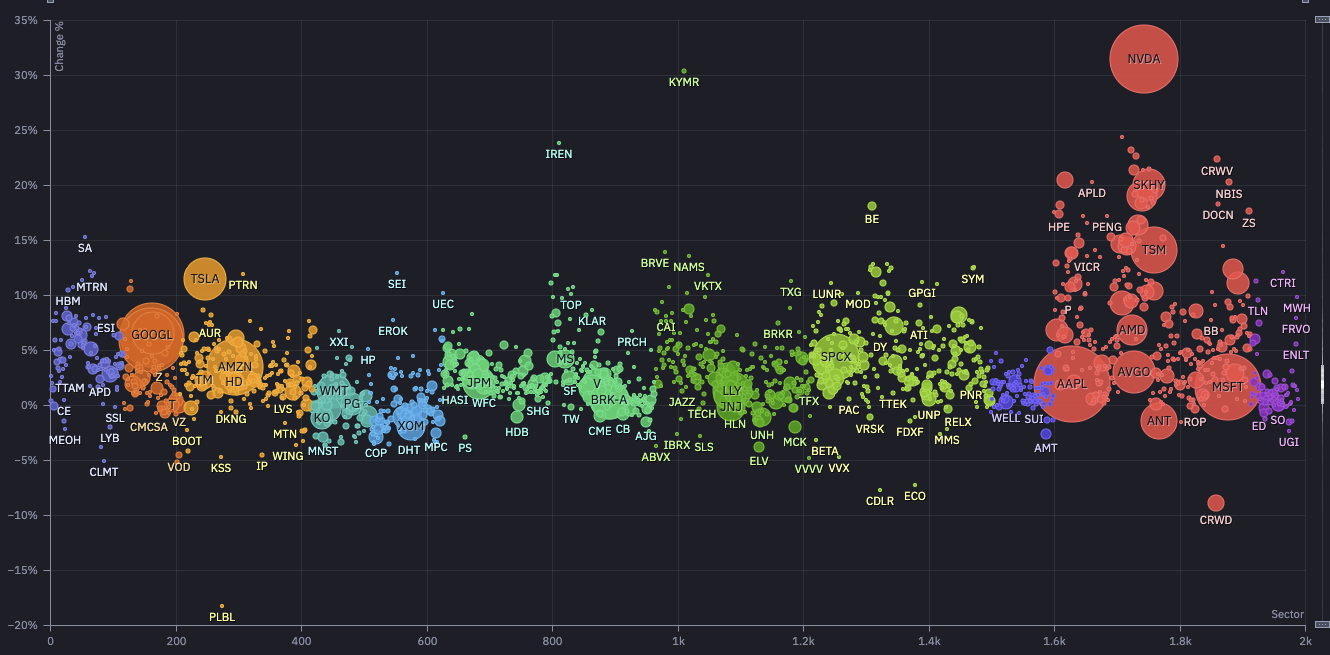 35%
Change %
NVDA
30%
KYMR
25%
IREN
20%
SKHY
CRWV
APLD
NBIS
BE
DOCN
ZS
HPE
PENG
15%
SA
TSM
BRVE
NAMS
VICR
SYM
MTRN
TSLA
PTRN
SEI
VKTX
CTRI
10%
HBM
UEC
TOP
TXG
LUNR
MOD
GPGI
P
MWH
TLN
ESI
GOOGL
AUR
XXI
EROK
KLAR
CAI
BRKR
ATI
AMD
BB
FRVO
PRCH
DY
5%
HP
MS
SPCX
ENLT
AMZN
Z
TM
HD
JPM
V
AAPL
AVGO
MSFT
TTAM
APD
WMT
SF
BRK-A
LLY
PNR
0%
CE
T
LVS
PG
HASI
WFC
SHG
JAZZ
JNJ
TFX
PAC
TTEK
CMCSA
VZ
DKNG
KO
TW
TECH
UNP
WELL
SUI
ANT
ROP
SSL
XOM
HDB
CME
CB
HLN
RELX
ED
SO
MEOH
LYB
BOOT
MTN
AJG
UNH
MCK
VRSK
FDXF
MMS
UGI
MNST
COP
DHT
MPC
PS
IBRX
SLS
BETA
AMT
−5%
CLMT
VOD
KSS
IP
WING
ABVX
ELV
VVVV
VVX
CDLR
ECO
−10%
CRWD
−15%
PLBL
Sector
−20%
0
200
400
600
800
1k
1.2k
1.4k
1.6k
1.8k
2k